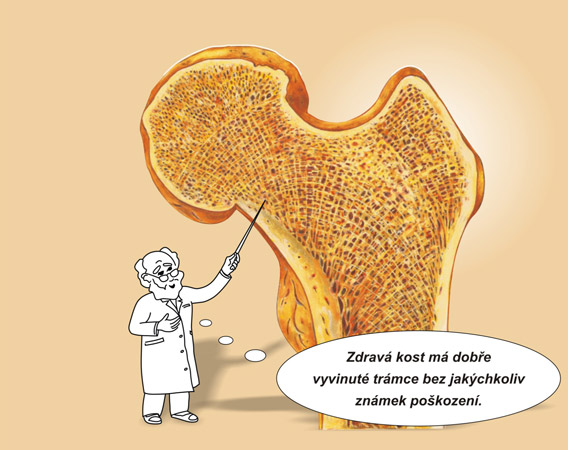 Zdravá kost má dobře
vyvinuté trámce bez jakýchkoliv
známek poškození.